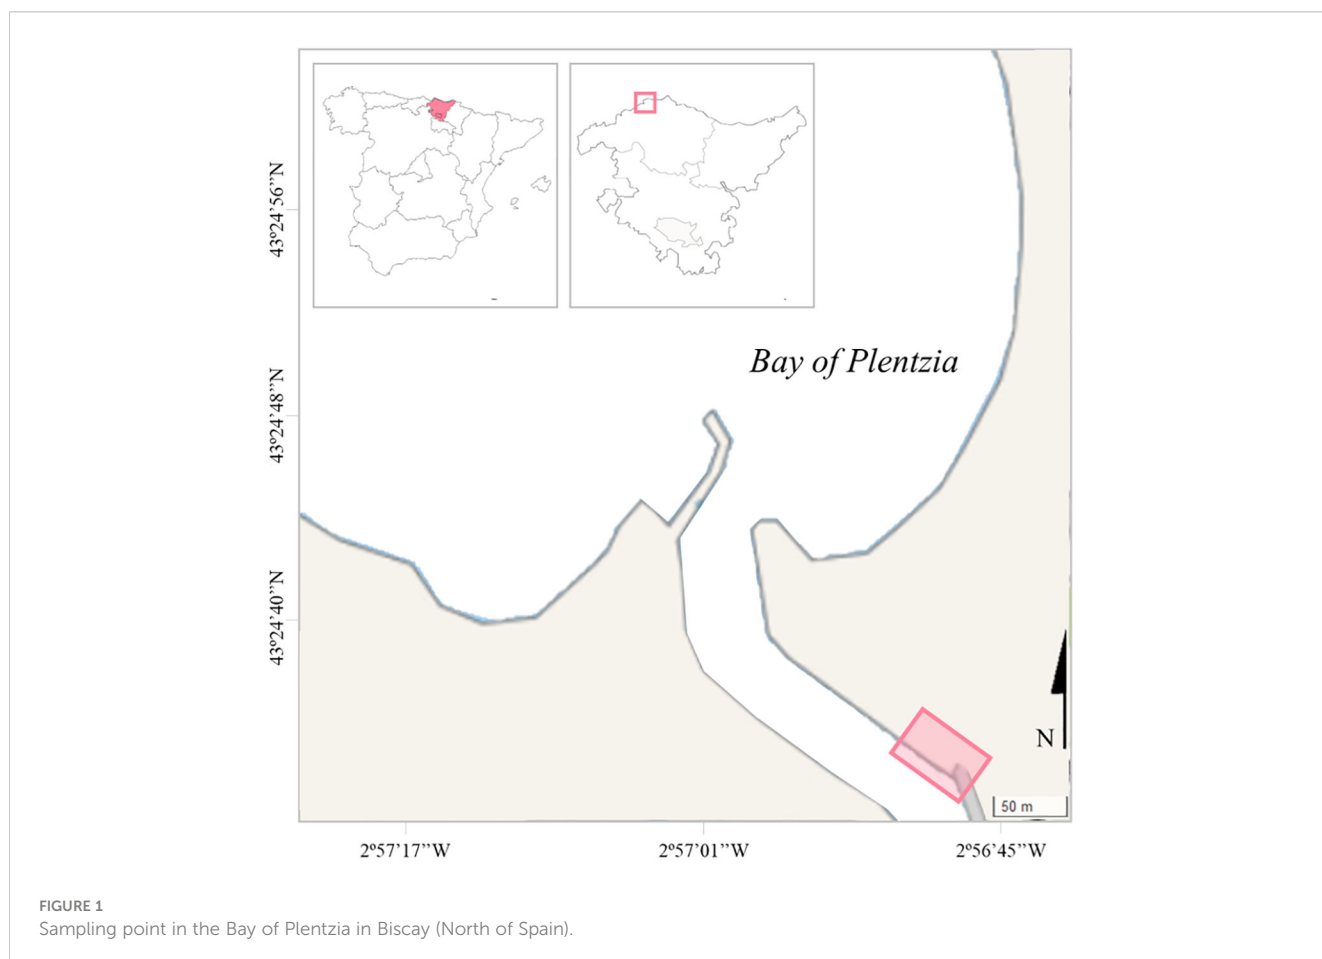 43º24'56’’N
Bay of Plentzia
43º24'48’’N
43º24'40’’N
N
50 m
2º57'17’’W
2º57'01’’W
2º56'45’’W
FIGURE 1
Sampling point in the Bay of Plentzia in Biscay (North of Spain).